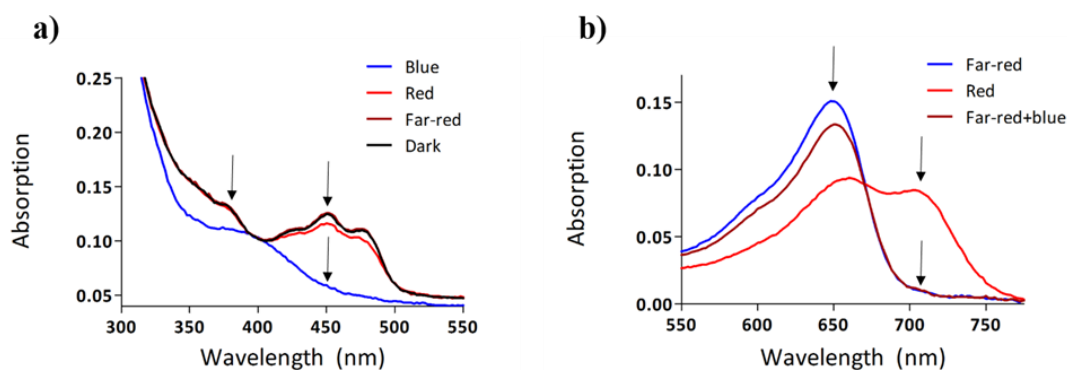 a)
Blue
Red
Far-red
Dark
0.25
0.20
0.15
0.10
0.05
Absorption
300 350 400 450 500 550
Wavelength (nm)
b)
Far-red
Red
Far-red+blue
0.15
0.10
0.05
0.00
Absorption
550 600 650 700 750
Wavelength (nm)